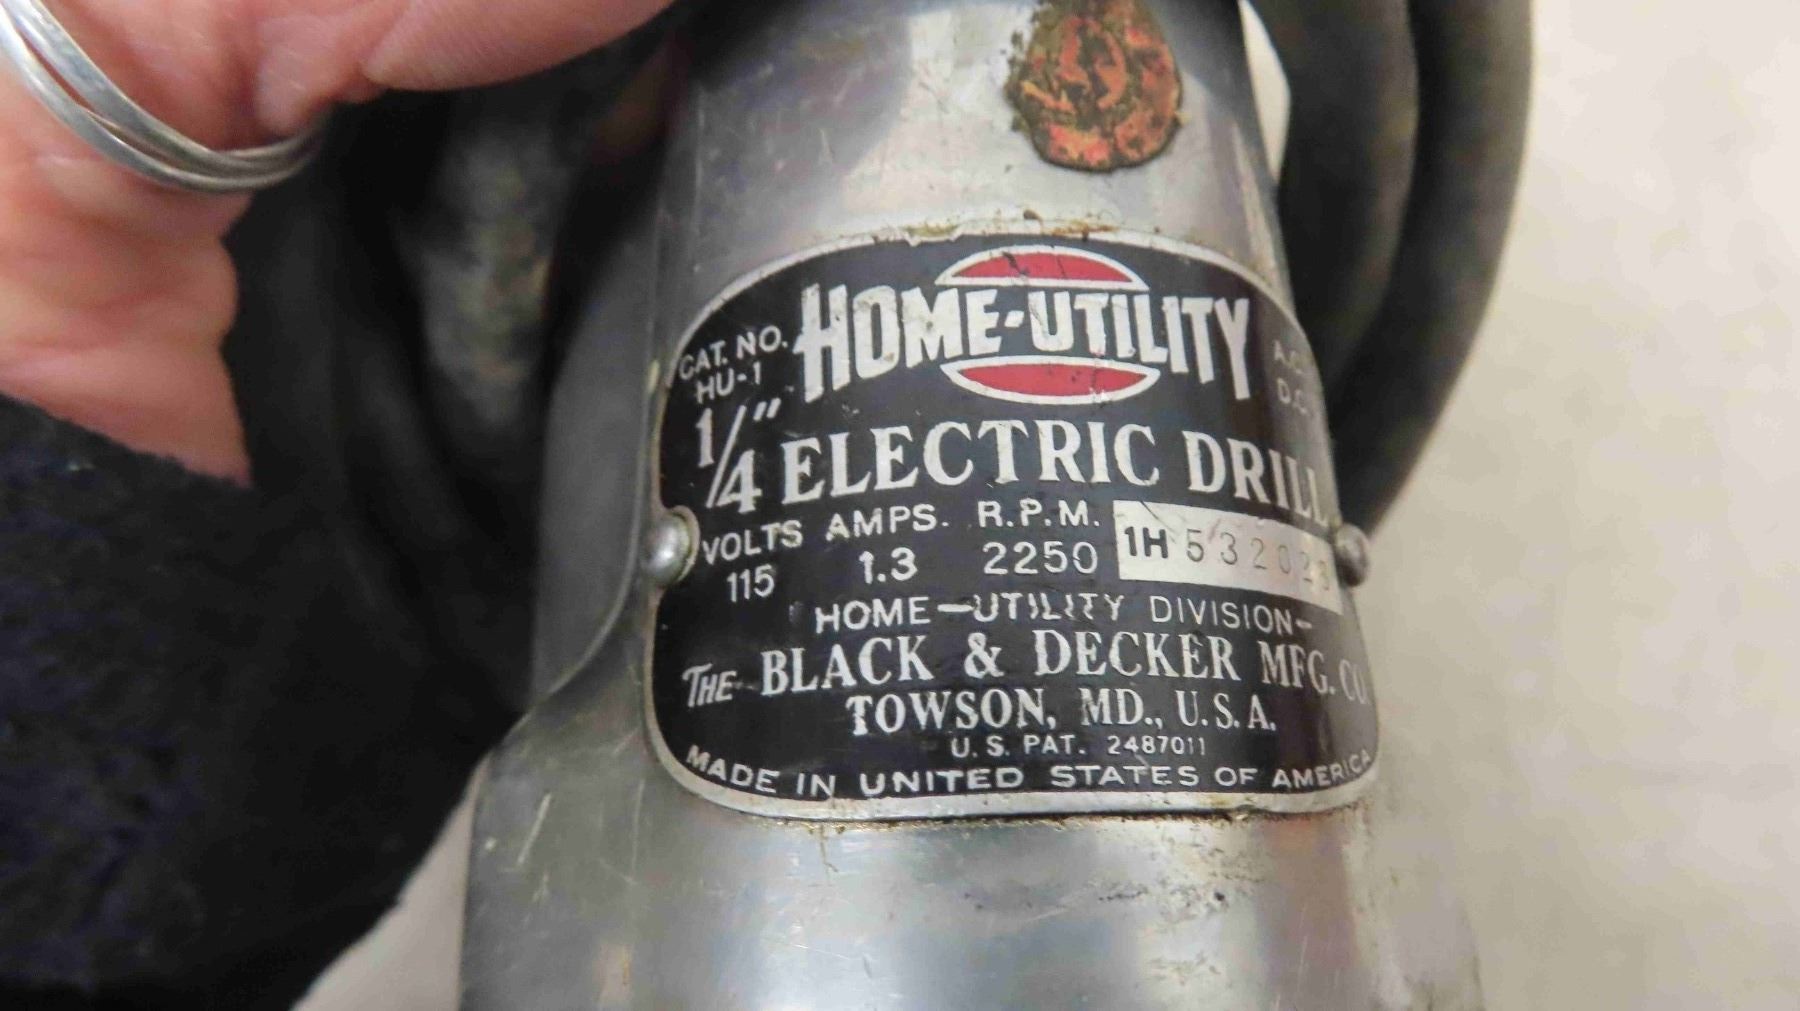 HOME-UTILITY
CAT. NO.
HU-1
A.C.
D.C.
1/4" ELECTRIC DRILL
VOLTS AMPS. R.P.M.
115 1.3 2250 1H
HOME-UTILITY DIVISION-
THE BLACK & DECKER MFG. CO.
TOWSON, MD., U.S.A.
U.S. PAT. 2487011
MADE IN UNITED STATES OF AMERICA